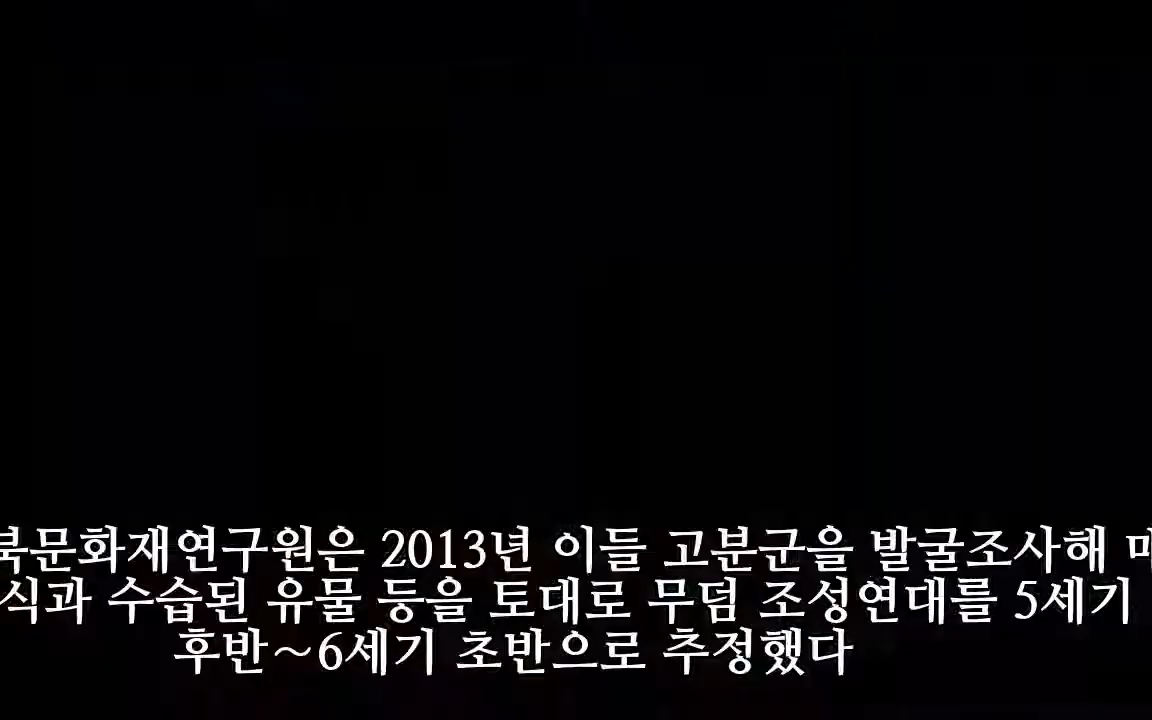 북문화재연구원은 2013년 이들 고분군을 발굴조사해
식과 수습된 유물 등을 토대로 무덤 조성연대를 5세기
후반~6세기 초반으로 추정했다